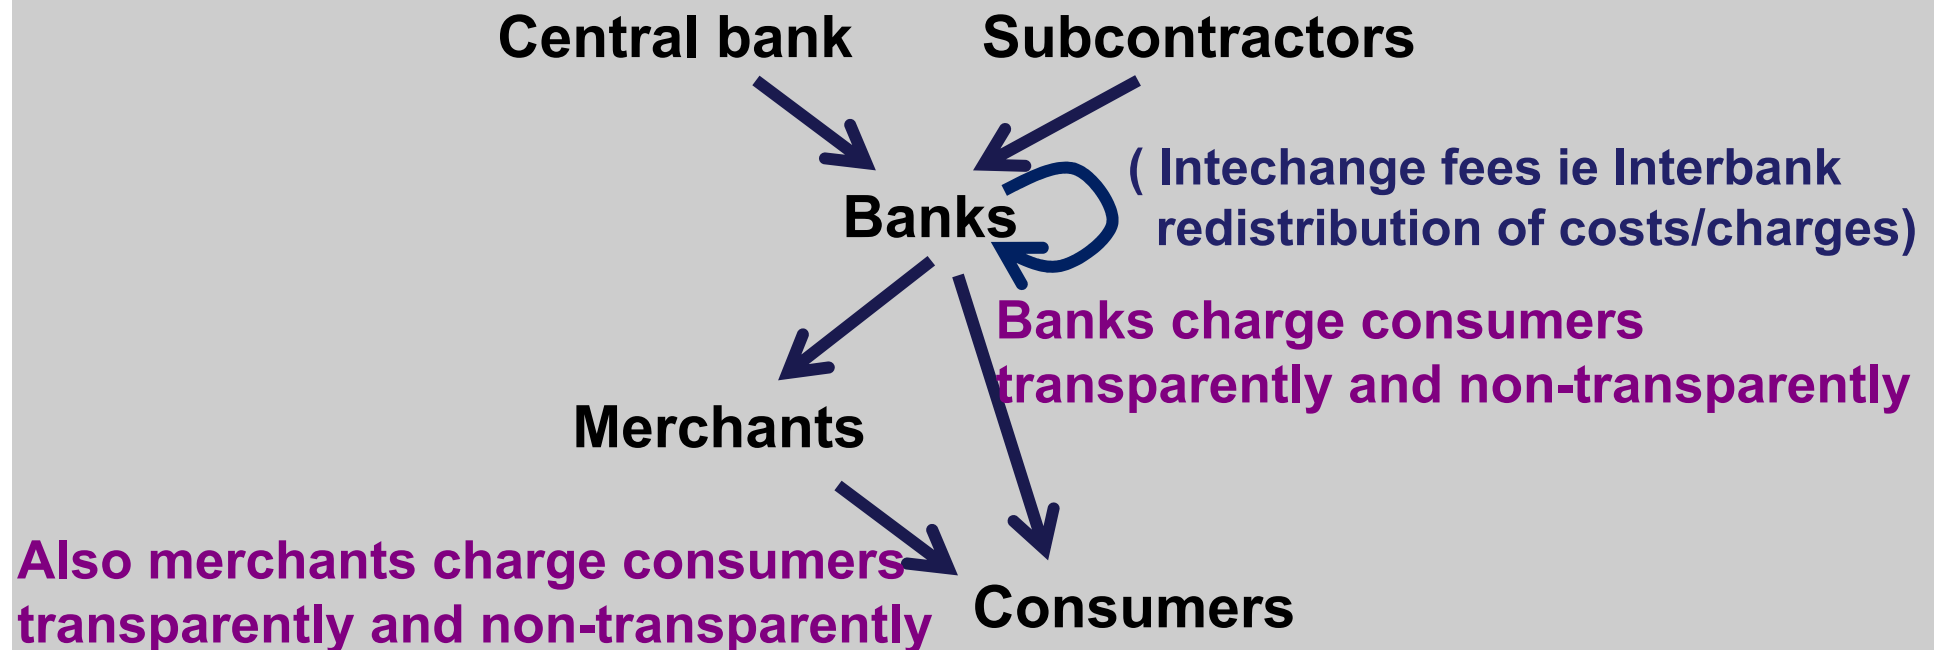 Central bank
Subcontractors
( Intechange fees ie Interbank
redistribution of costs/charges)
Banks
Banks charge consumers
transparently and non-transparently
Merchants
Also merchants charge consumers
transparently and non-transparently
Consumers